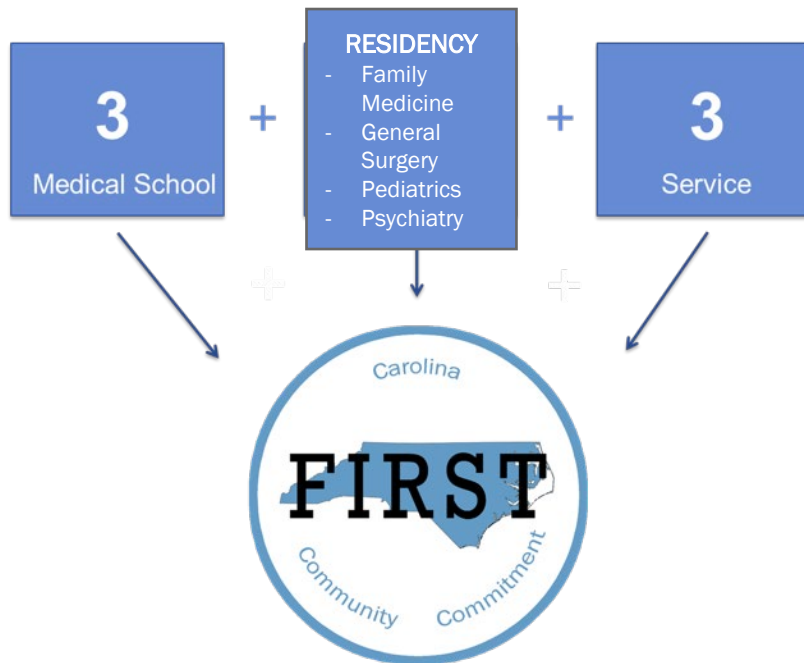 3
Medical School
+
RESIDENCY
- Family
Medicine
- General
Surgery
- Pediatrics
- Psychiatry
+
3
Service
Carolina
FIRST
Community
Commitment